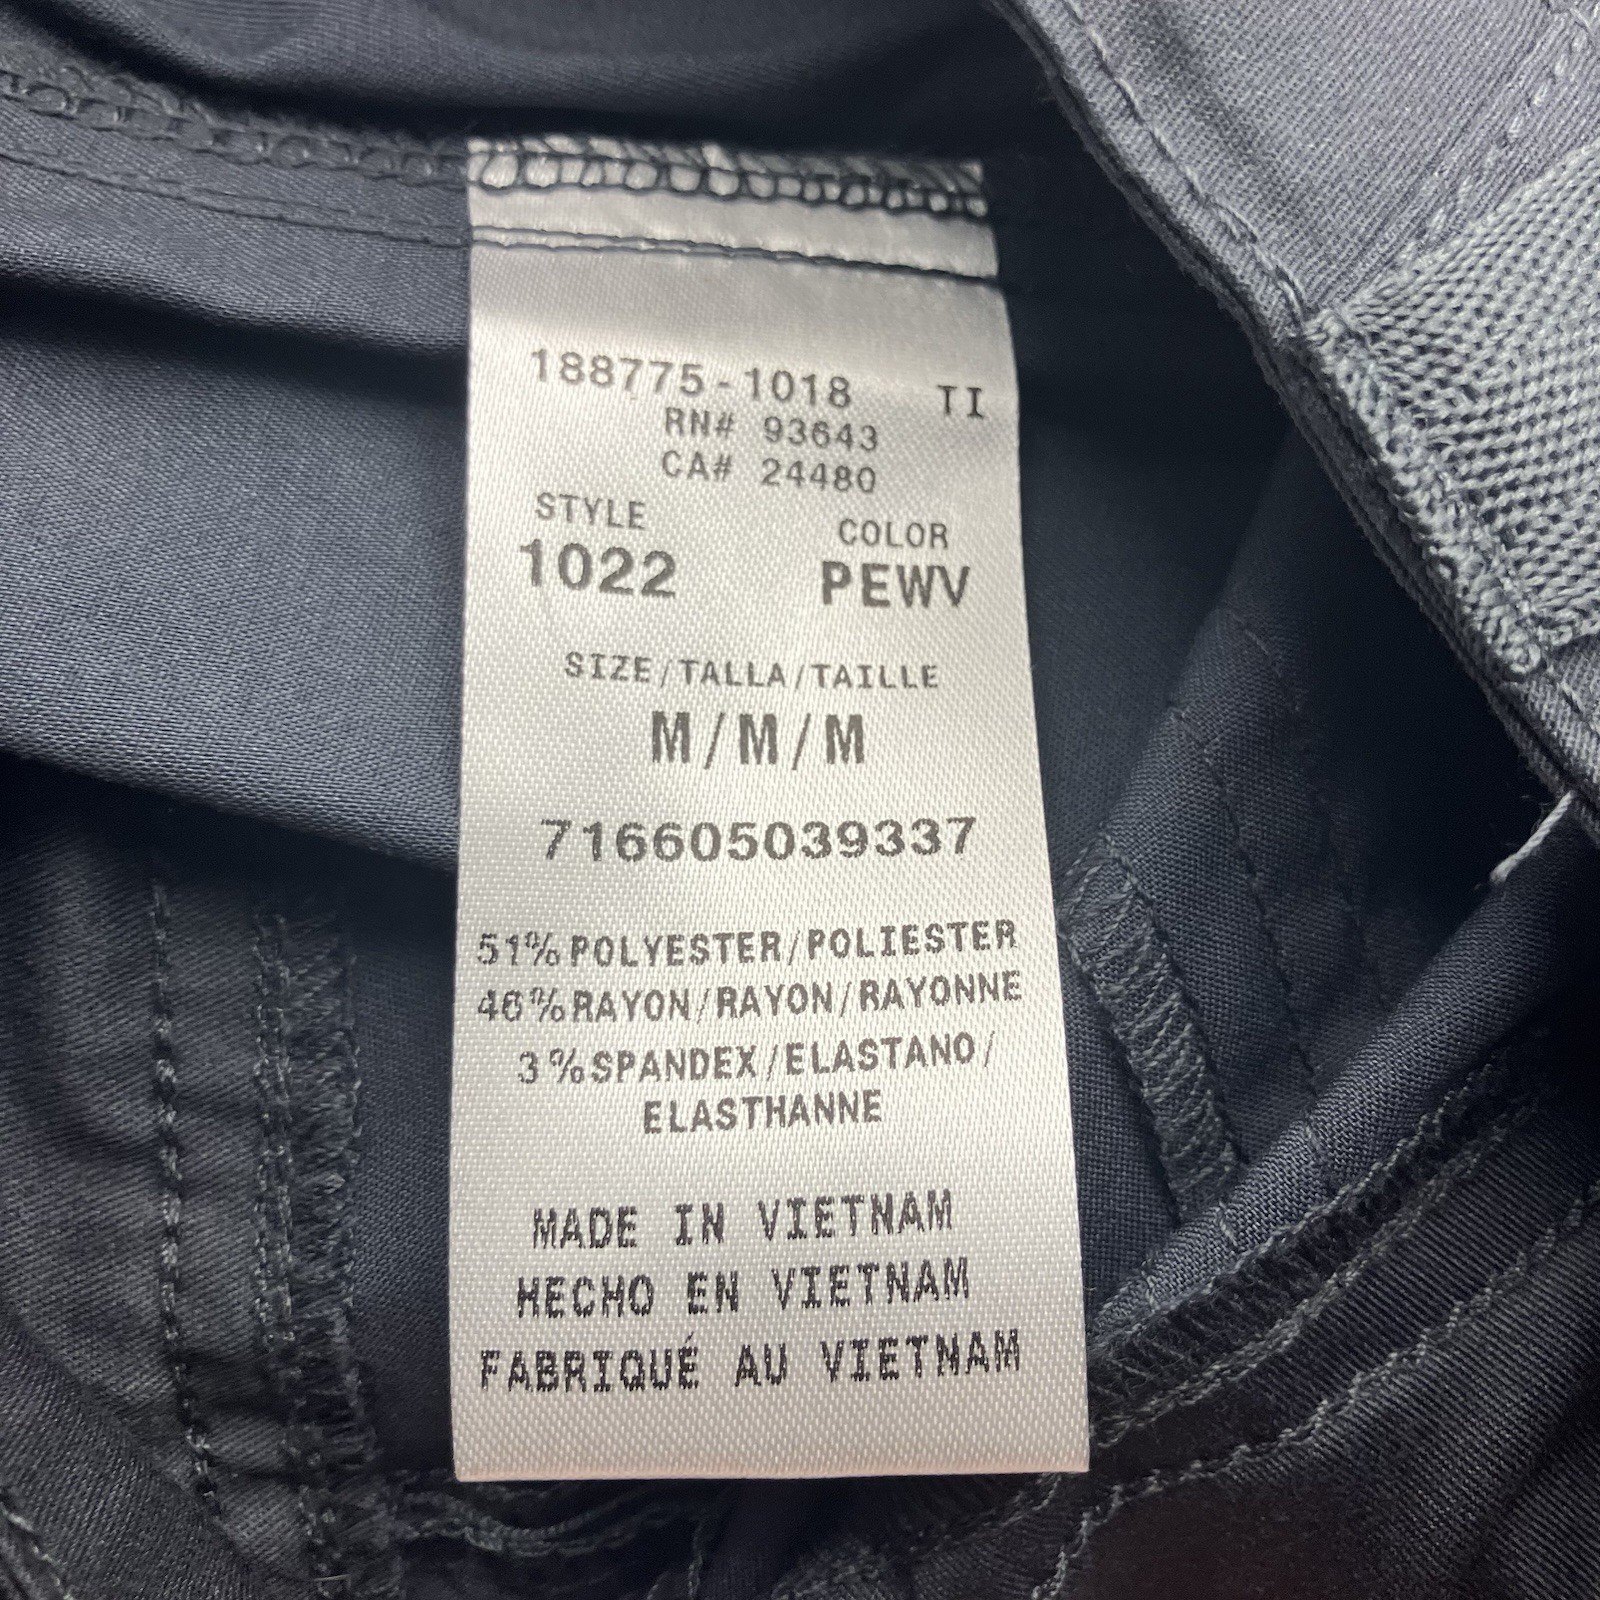 188775-1018 TI
RN# 93643
CA# 24480
STYLE COLOR
1022 PEWV
SIZE/TALLA/TAILLE
M/M/M
716605039337
51% POLYESTER/POLIESTER
46% RAYON/RAYON/RAYONNE
3% SPANDEX/ELASTANO/
ELASTHANNE
MADE IN VIETNAM
HECHO EN VIETNAM
FABRIQUÉ AU VIETNAM